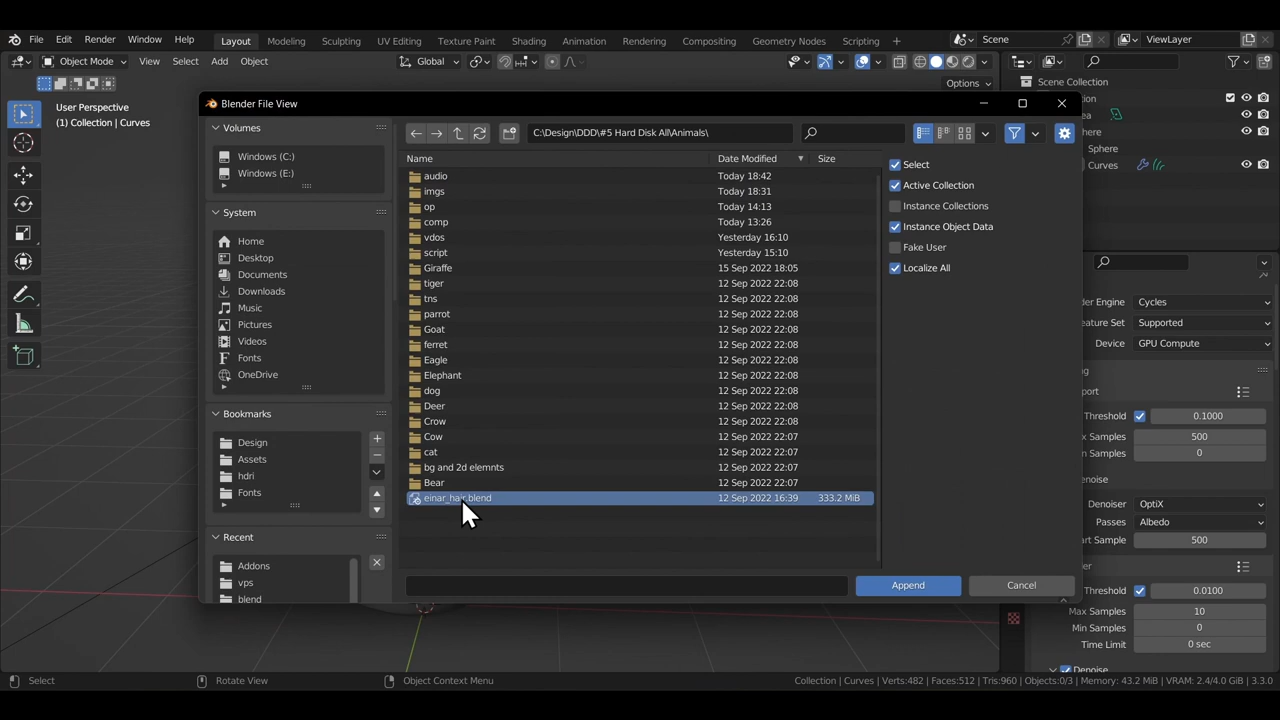 File Edit Render Window Help Layout Modeling Sculpting UV Editing Texture Paint Shading Animation Rendering Compositing Geometry Nodes Scripting + Scene ViewLayer
Object Mode View Select Add Object Global
Options
User Perspective
(1) Collection | Curves
Scene Collection
Sphere
Curves
Blender File View
Volumes
Windows (C:)
Windows (E:)
System
Home
Desktop
Documents
Downloads
Music
Pictures
Videos
Fonts
OneDrive
Bookmarks
Design
Assets
hdri
Fonts
Recent
Addons
vps
blend
C:\Design\DDD\#5 Hard Disk All\Animals\
Name Date Modified Size
audio Today 18:42
imgs Today 18:31
op Today 14:13
comp Today 13:26
vdos Yesterday 16:10
script Yesterday 15:10
Giraffe 15 Sep 2022 18:05
tiger 12 Sep 2022 22:08
tns 12 Sep 2022 22:08
parrot 12 Sep 2022 22:08
Goat 12 Sep 2022 22:08
ferret 12 Sep 2022 22:08
Eagle 12 Sep 2022 22:08
Elephant 12 Sep 2022 22:08
dog 12 Sep 2022 22:08
Deer 12 Sep 2022 22:08
Crow 12 Sep 2022 22:08
Cow 12 Sep 2022 22:07
cat 12 Sep 2022 22:07
bg and 2d elemnts 12 Sep 2022 22:07
Bear 12 Sep 2022 22:07
einar_hair.blend 12 Sep 2022 16:39 333.2 MiB
Select
Active Collection
Instance Collections
Instance Object Data
Fake User
Localize All
Append Cancel
Cycles
Supported
Device GPU Compute
Threshold 0.1000
Samples 500
Samples 0
Denoiser OptiX
Passes Albedo
Sample 500
Threshold 0.0100
Max Samples 10
Min Samples 0
Time Limit 0 sec
Denoise
Select Rotate View Object Context Menu Collection | Curves | Verts:482 | Faces:512 | Tris:960 | Objects:0/3 | Memory: 43.2 MiB | VRAM: 2.4/4.0 GiB | 3.3.0